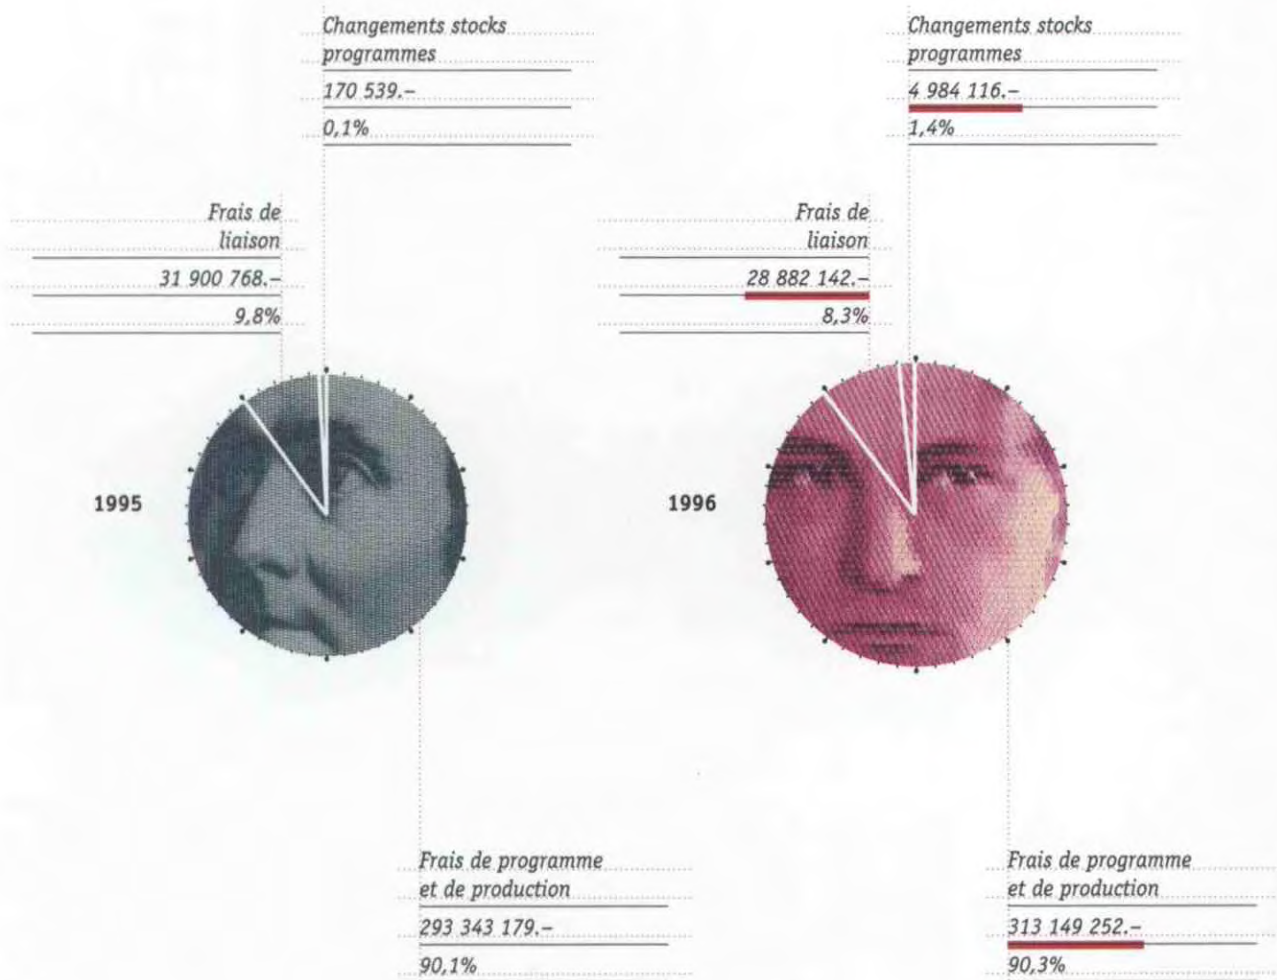 Changements stocks
programmes
170 539.–
0,1%
Frais de
liaison
31 900 768.–
9,8%
1995
Frais de programme
et de production
293 343 179.–
90,1%
Changements stocks
programmes
4 984 116.–
1,4%
Frais de
liaison
28 882 142.–
8,3%
1996
Frais de programme
et de production
313 149 252.–
90,3%